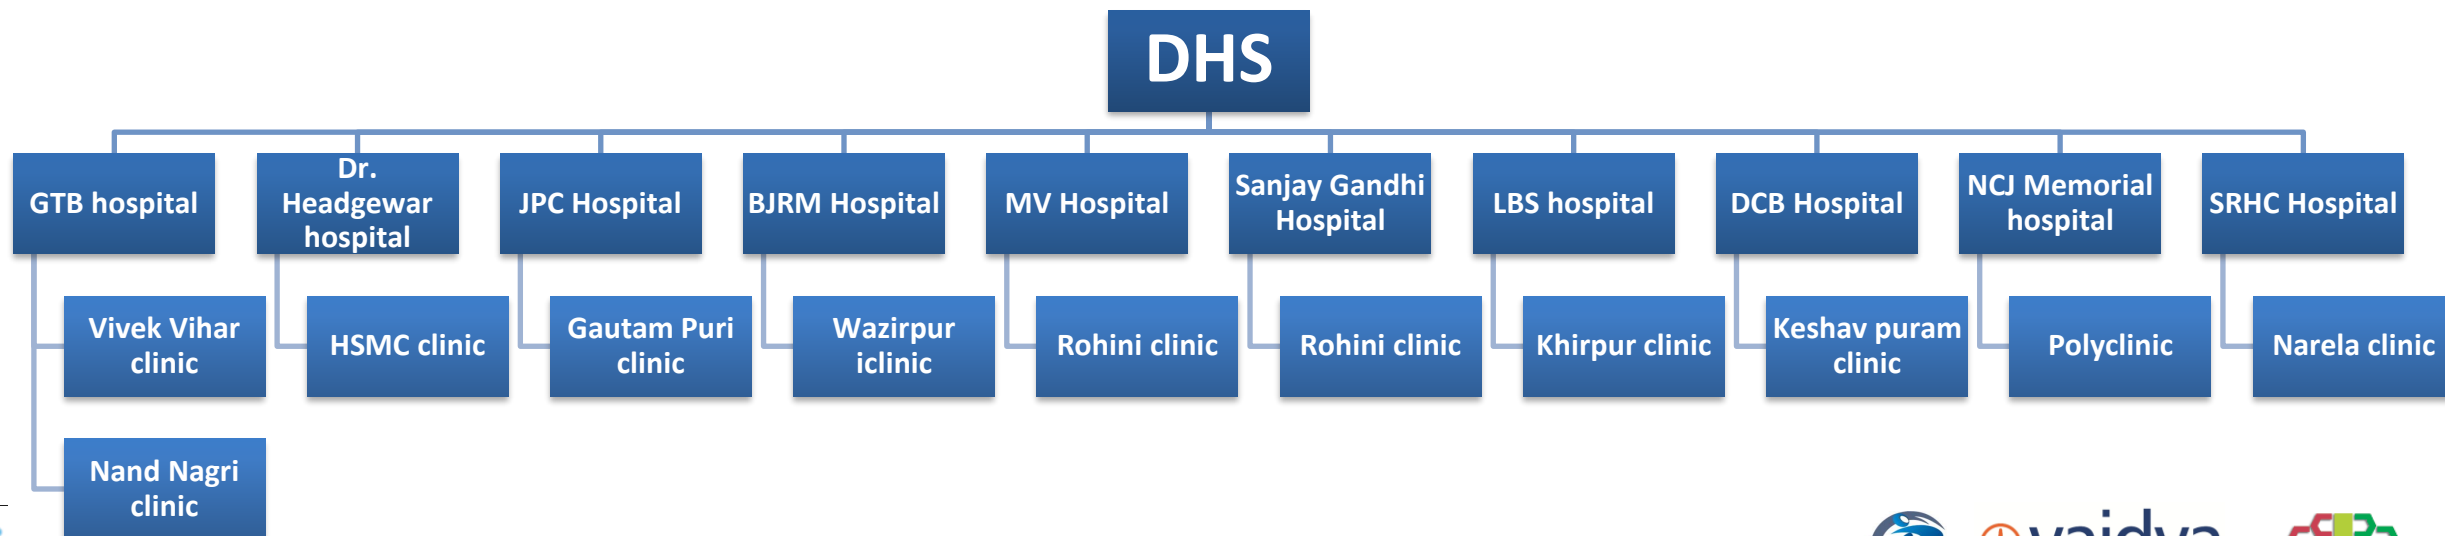 DHS
GTB hospital
Dr.
Headgewar
hospital
JPC Hospital
BJRM Hospital
MV Hospital
Sanjay Gandhi
Hospital
LBS hospital
DCB Hospital
NCJ Memorial
hospital
SRHC Hospital
Vivek Vihar
clinic
HSMC clinic
Gautam Puri
clinic
Wazirpur
iclinic
Rohini clinic
Rohini clinic
Khirpur clinic
Keshav puram
clinic
Polyclinic
Narela clinic
Nand Nagri
clinic
vaidya